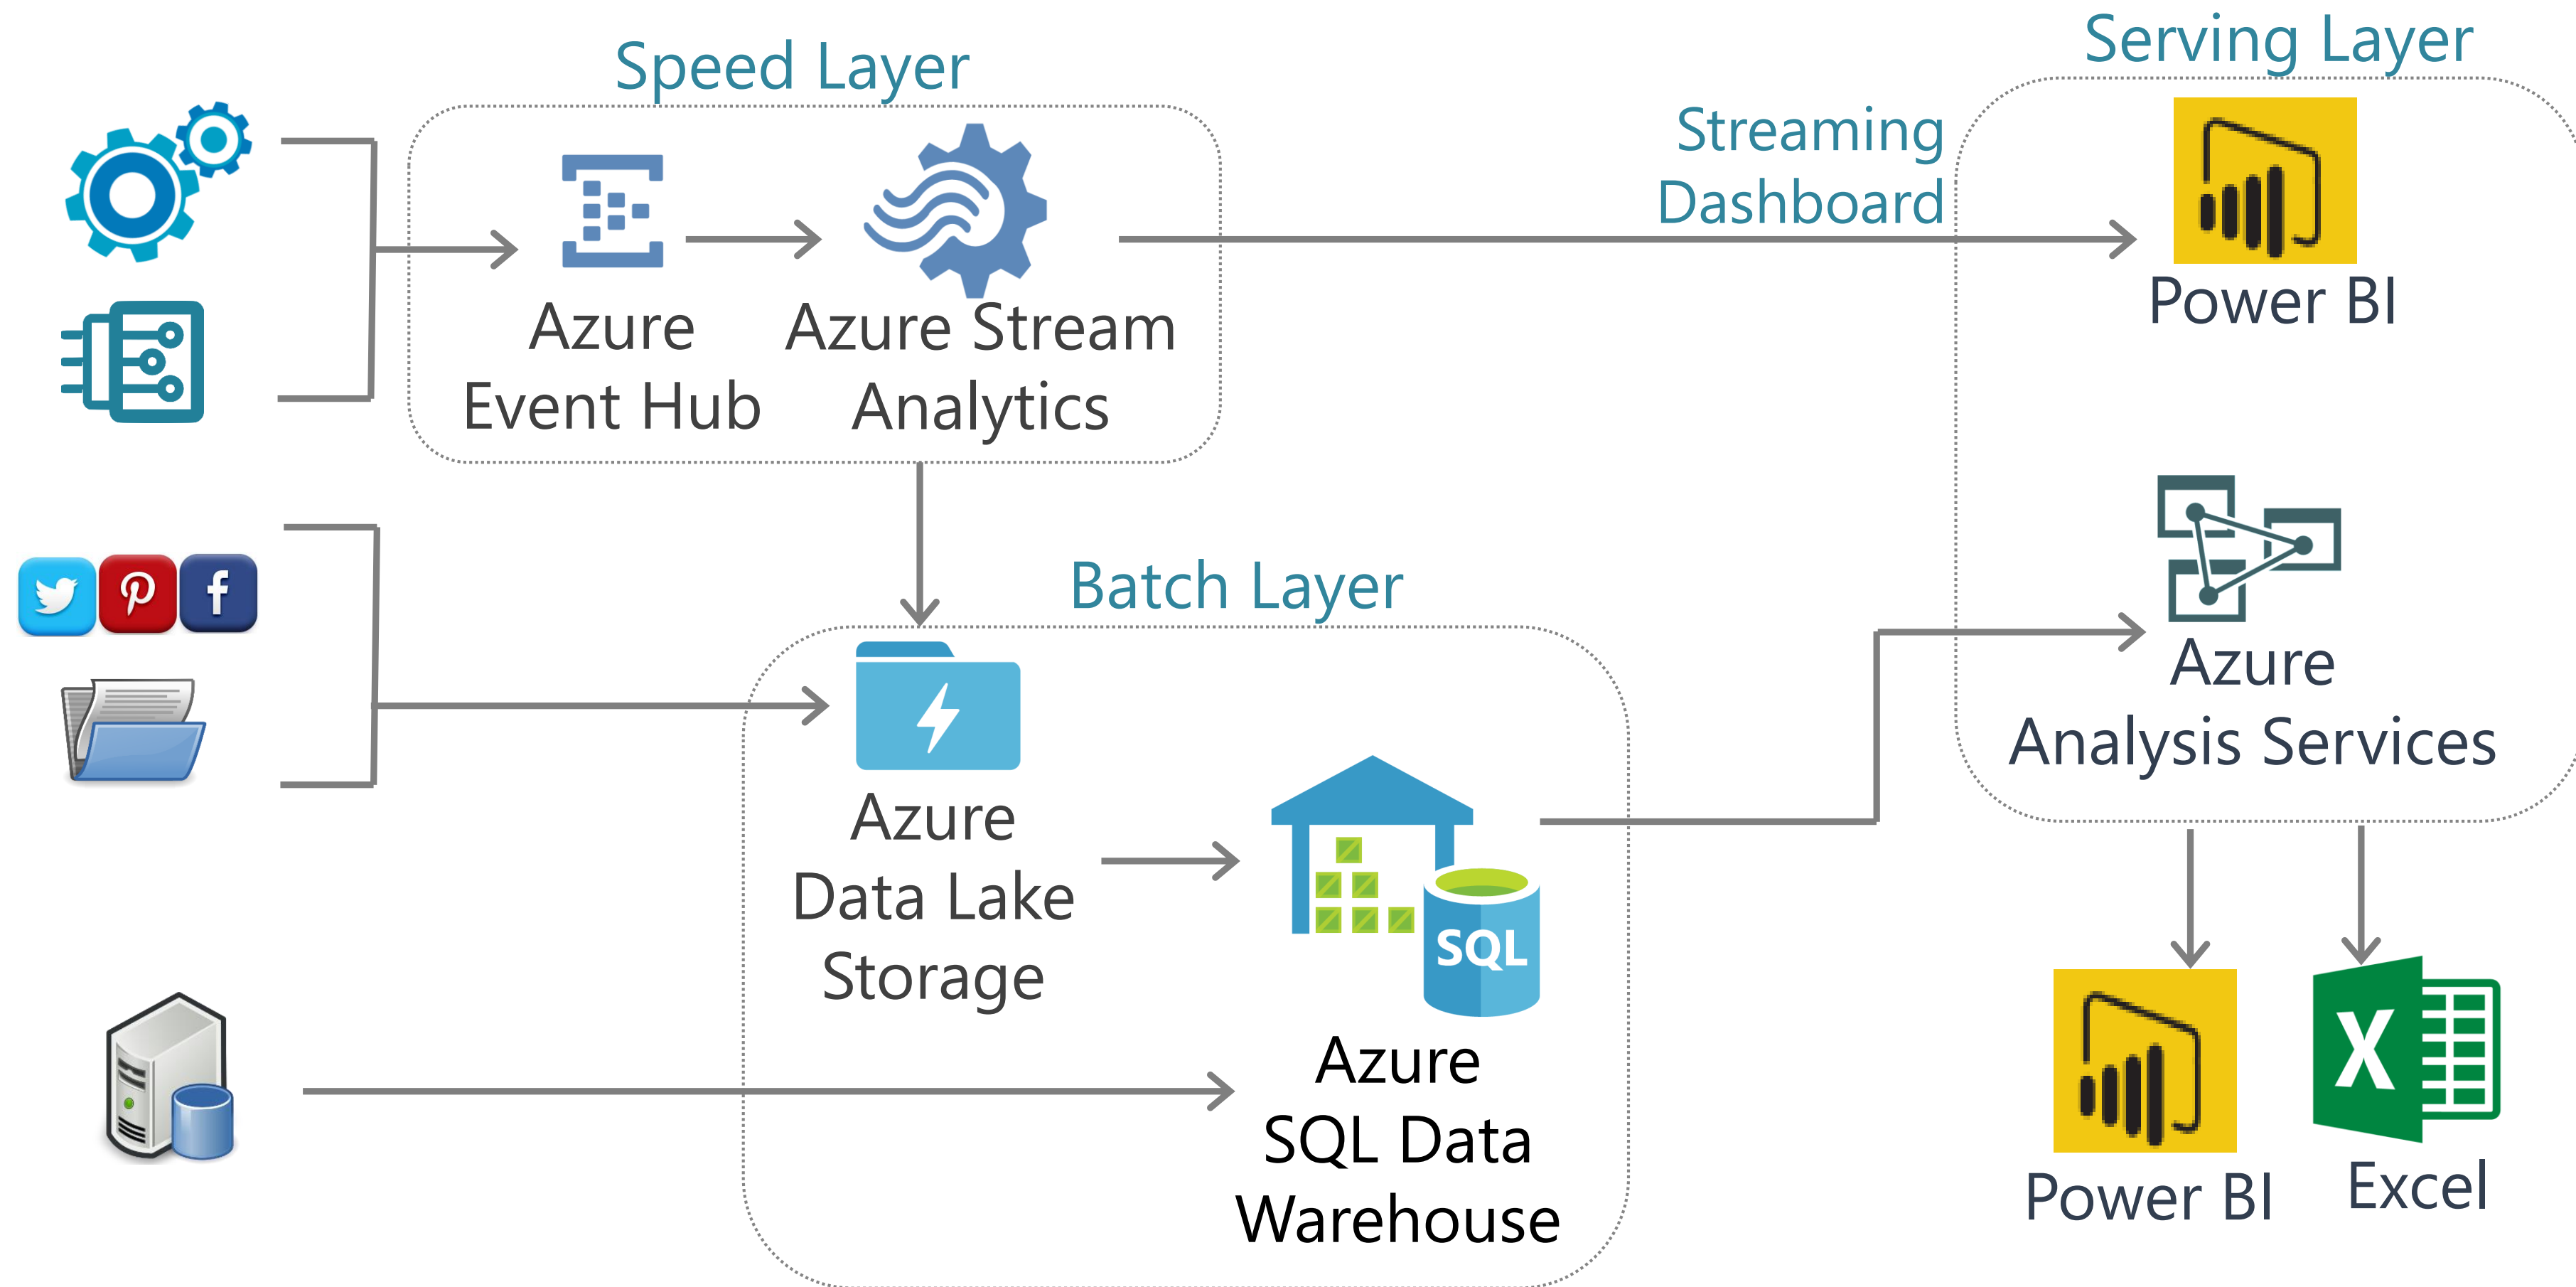 Speed Layer
Serving Layer
Streaming
Dashboard
Azure
Event Hub
Azure Stream
Analytics
Power BI
Batch Layer
Azure
Analysis Services
Azure
Data Lake
Storage
SQL
Azure
SQL Data
Warehouse
Power BI
X
Excel